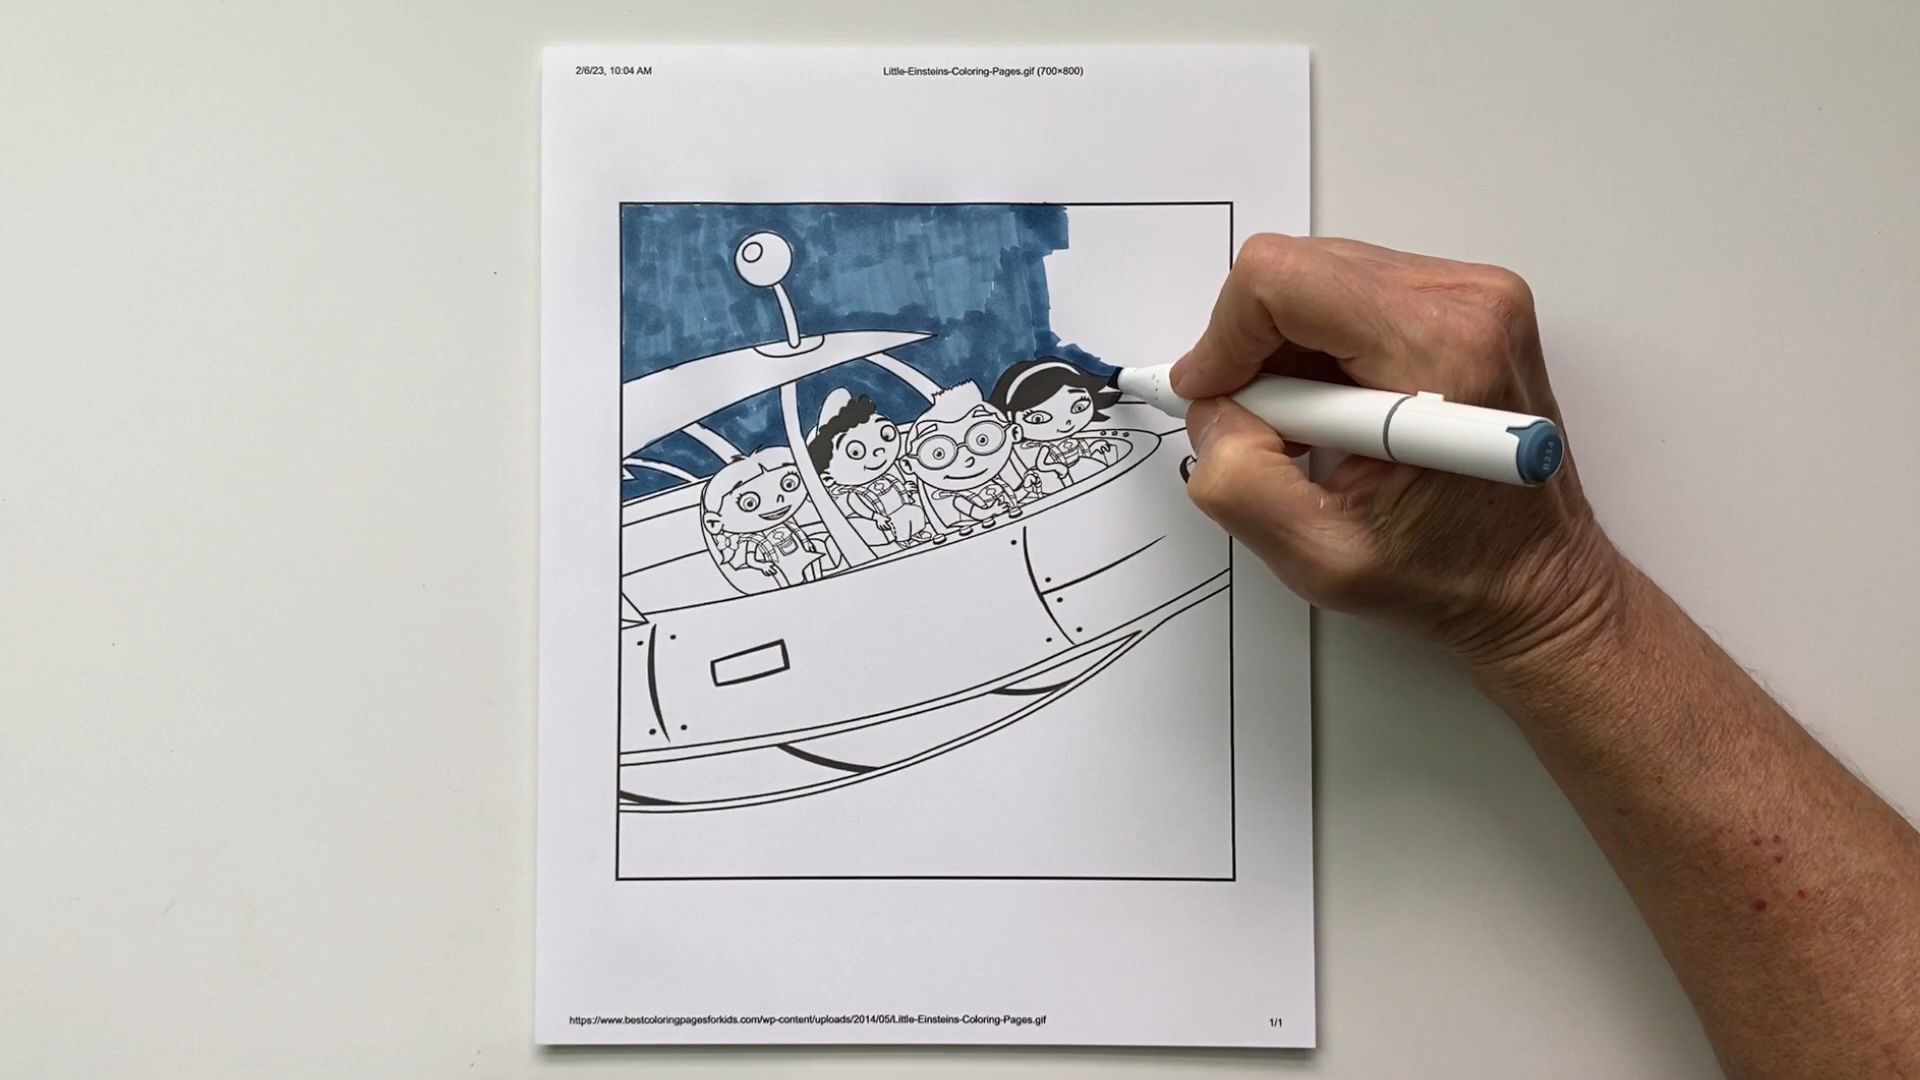 2/6/23, 10:04 AM
Little-Einsteins-Coloring-Pages.gif (700×800)
B234
https://www.bestcoloringpagesforkids.com/wp-content/uploads/2014/05/Little-Einsteins-Coloring-Pages.gif
1/1